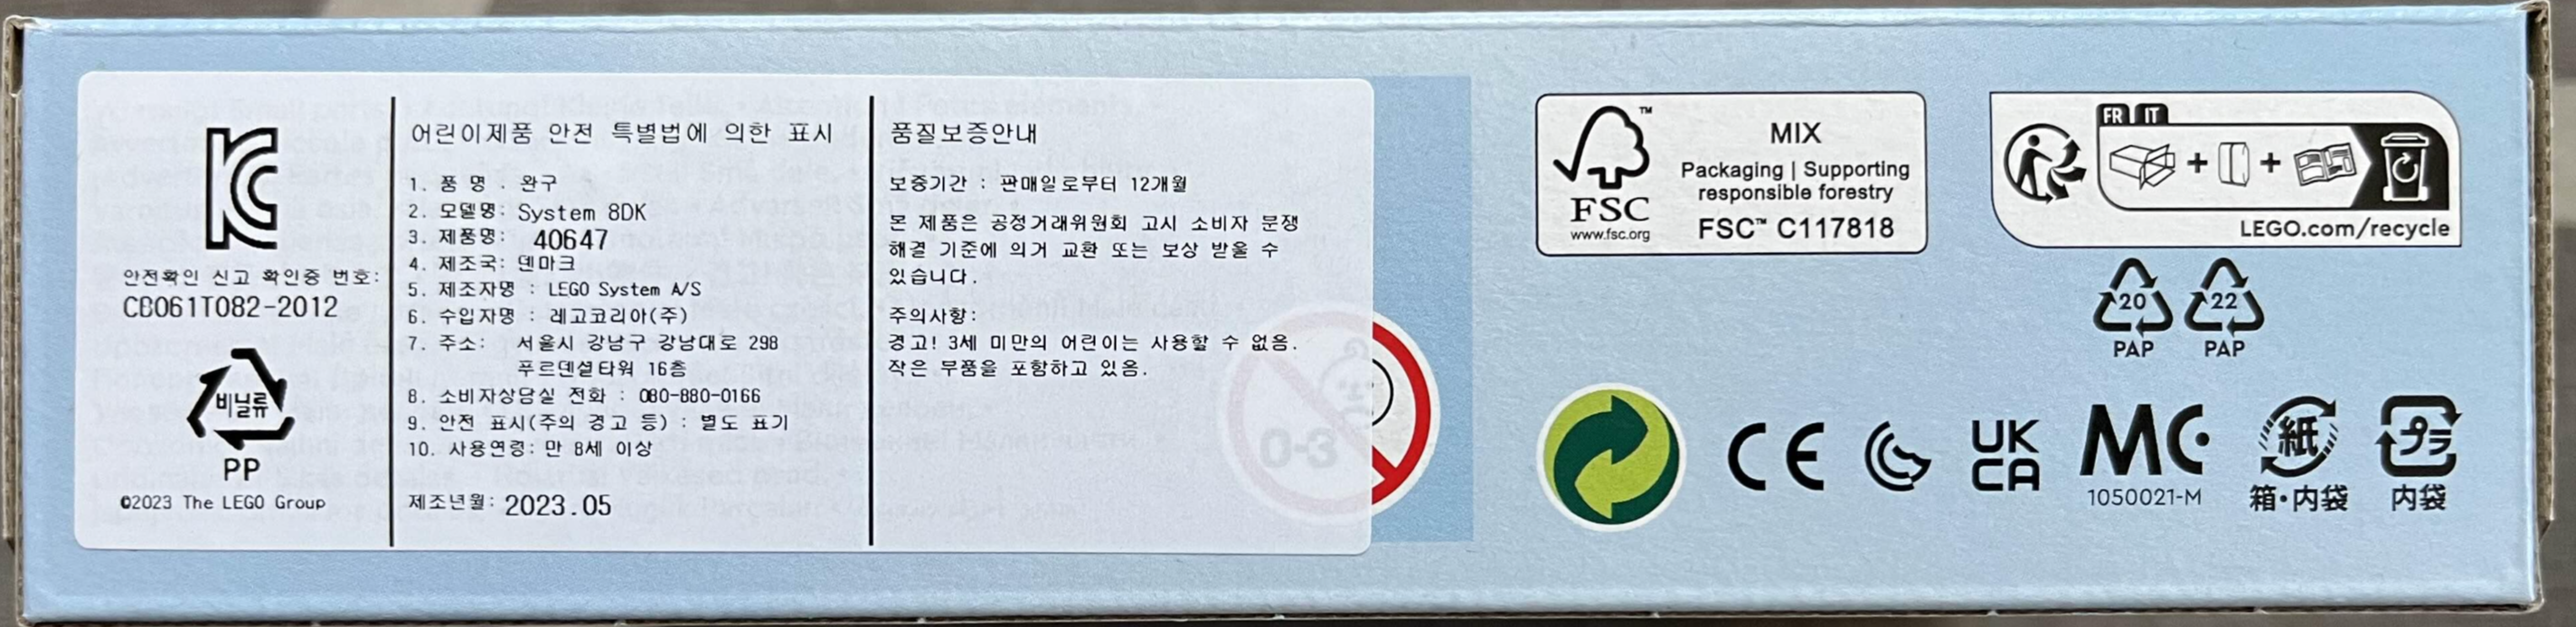 안전확인 신고 확인증 번호:
CB061T082-2012
비닐류
PP
©2023 The LEGO Group
어린이제품 안전 특별법에 의한 표시
1. 품 명 . 완구
2. 모델명: System 8DK
3. 제품명: 40647
4. 제조국: 덴마크
5. 제조자명 : LEGO System A/S
6. 수입자명 : 레고코리아(주)
7. 주소: 서울시 강남구 강남대로 298
푸르덴셜타워 16층
8. 소비자상담실 전화 : 080-880-0166
9. 안전 표시(주의 경고 등) : 별도 표기
10. 사용연령: 만 8세 이상
제조년월: 2023.05
품질보증안내
보증기간 : 판매일로부터 12개월
본 제품은 공정거래위원회 고시 소비자 분쟁
해결 기준에 의거 교환 또는 보상 받을 수
있습니다.
주의사항:
경고! 3세 미만의 어린이는 사용할 수 없음.
작은 부품을 포함하고 있음.
0-3
FSC
www.fsc.org
MIX
Packaging | Supporting
responsible forestry
FSC™ C117818
FR IT
LEGO.com/recycle
20 22
PAP PAP
CE
UK
CA
MC
1050021-M
紙
箱・内袋
プラ
内袋